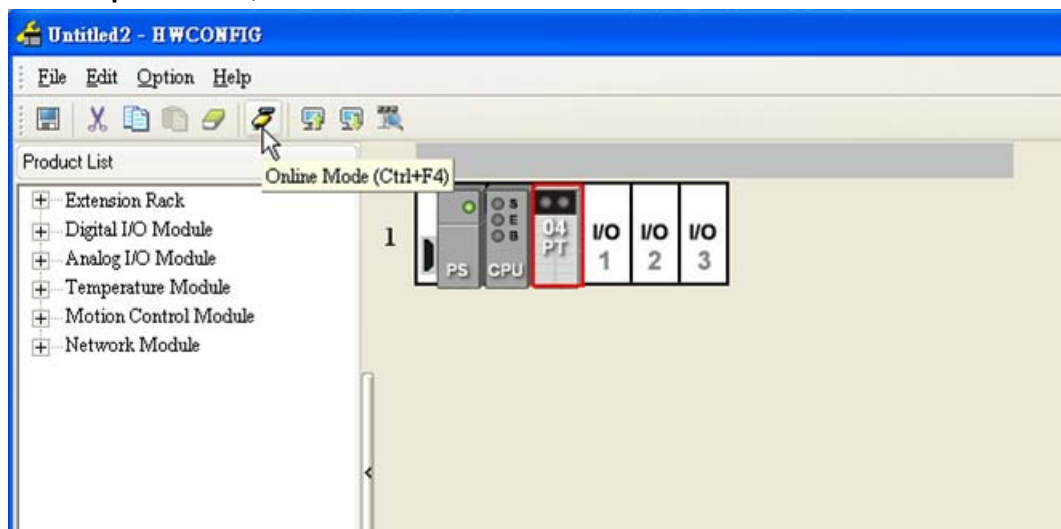 Untitled2 - HWCONFIG
File Edit Option Help
Product List
Online Mode (Ctrl+F4)
Extension Rack
Digital I/O Module
Analog I/O Module
Temperature Module
Motion Control Module
Network Module
1
PS
S
E
B
CPU
04
PT
I/O
1
I/O
2
I/O
3